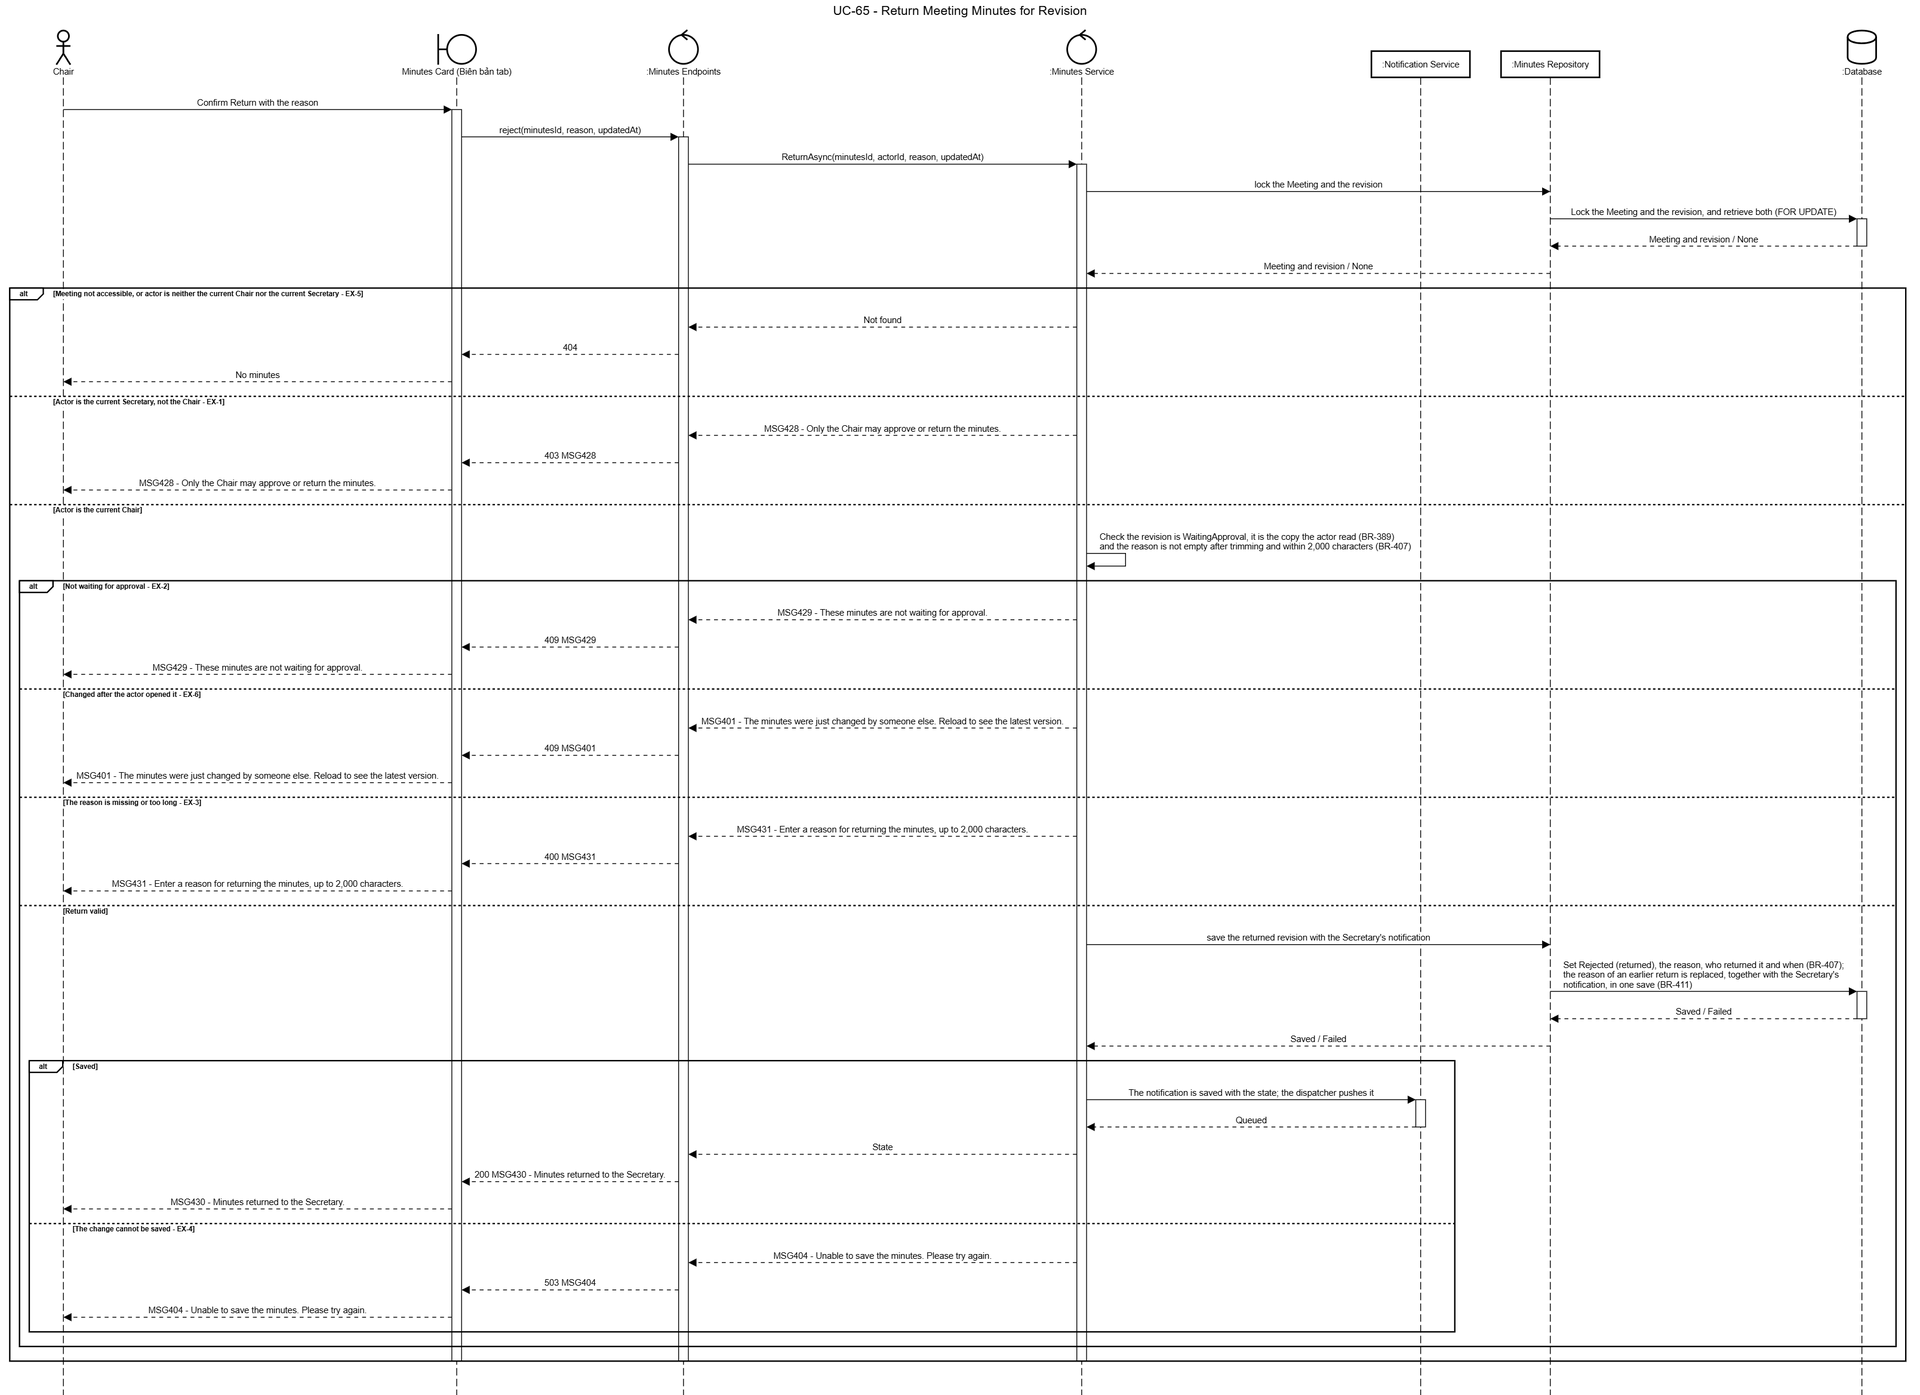 UC-65 - Return Meeting Minutes for Revision
Chair
Minutes Card (Biên bản tab)
:Minutes Endpoints
:Minutes Service
:Notification Service
:Minutes Repository
:Database
Confirm Return with the reason
reject(minutesId, reason, updatedAt)
ReturnAsync(minutesId, actorId, reason, updatedAt)
lock the Meeting and the revision
Lock the Meeting and the revision, and retrieve both (FOR UPDATE)
Meeting and revision / None
Meeting and revision / None
alt
[Meeting not accessible, or actor is neither the current Chair nor the current Secretary - EX-5]
Not found
404
No minutes
[Actor is the current Secretary, not the Chair - EX-1]
MSG428 - Only the Chair may approve or return the minutes.
403 MSG428
MSG428 - Only the Chair may approve or return the minutes.
[Actor is the current Chair]
Check the revision is WaitingApproval, it is the copy the actor read (BR-389)
and the reason is not empty after trimming and within 2,000 characters (BR-407)
alt
[Not waiting for approval - EX-2]
MSG429 - These minutes are not waiting for approval.
409 MSG429
MSG429 - These minutes are not waiting for approval.
[Changed after the actor opened it - EX-6]
MSG401 - The minutes were just changed by someone else. Reload to see the latest version.
409 MSG401
MSG401 - The minutes were just changed by someone else. Reload to see the latest version.
[The reason is missing or too long - EX-3]
MSG431 - Enter a reason for returning the minutes, up to 2,000 characters.
400 MSG431
MSG431 - Enter a reason for returning the minutes, up to 2,000 characters.
[Return valid]
save the returned revision with the Secretary's notification
Set Rejected (returned), the reason, who returned it and when (BR-407);
the reason of an earlier return is replaced, together with the Secretary's
notification, in one save (BR-411)
Saved / Failed
Saved / Failed
alt
[Saved]
The notification is saved with the state; the dispatcher pushes it
Queued
State
200 MSG430 - Minutes returned to the Secretary.
MSG430 - Minutes returned to the Secretary.
[The change cannot be saved - EX-4]
MSG404 - Unable to save the minutes. Please try again.
503 MSG404
MSG404 - Unable to save the minutes. Please try again.